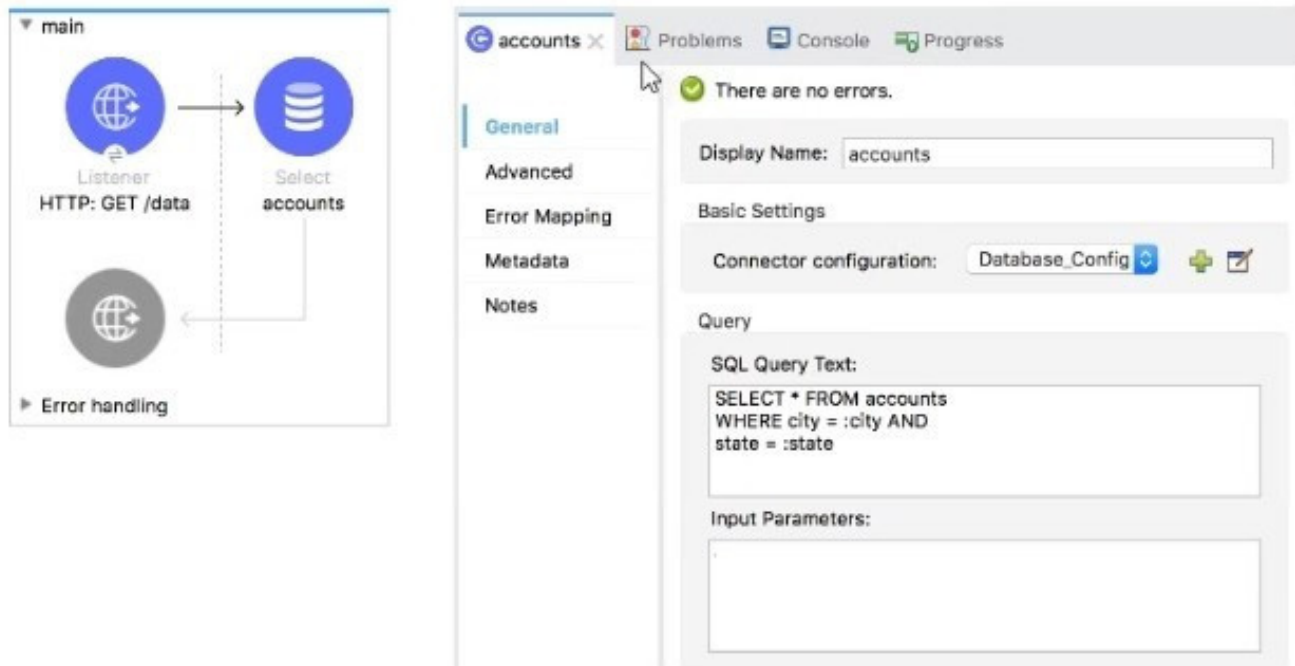 main
Listener
HTTP: GET /data
Select
accounts
Error handling
accounts
Problems
Console
Progress
There are no errors.
General
Advanced
Error Mapping
Metadata
Notes
Display Name: accounts
Basic Settings
Connector configuration: Database_Config
Query
SQL Query Text:
SELECT * FROM accounts
WHERE city = :city AND
state = :state
Input Parameters: